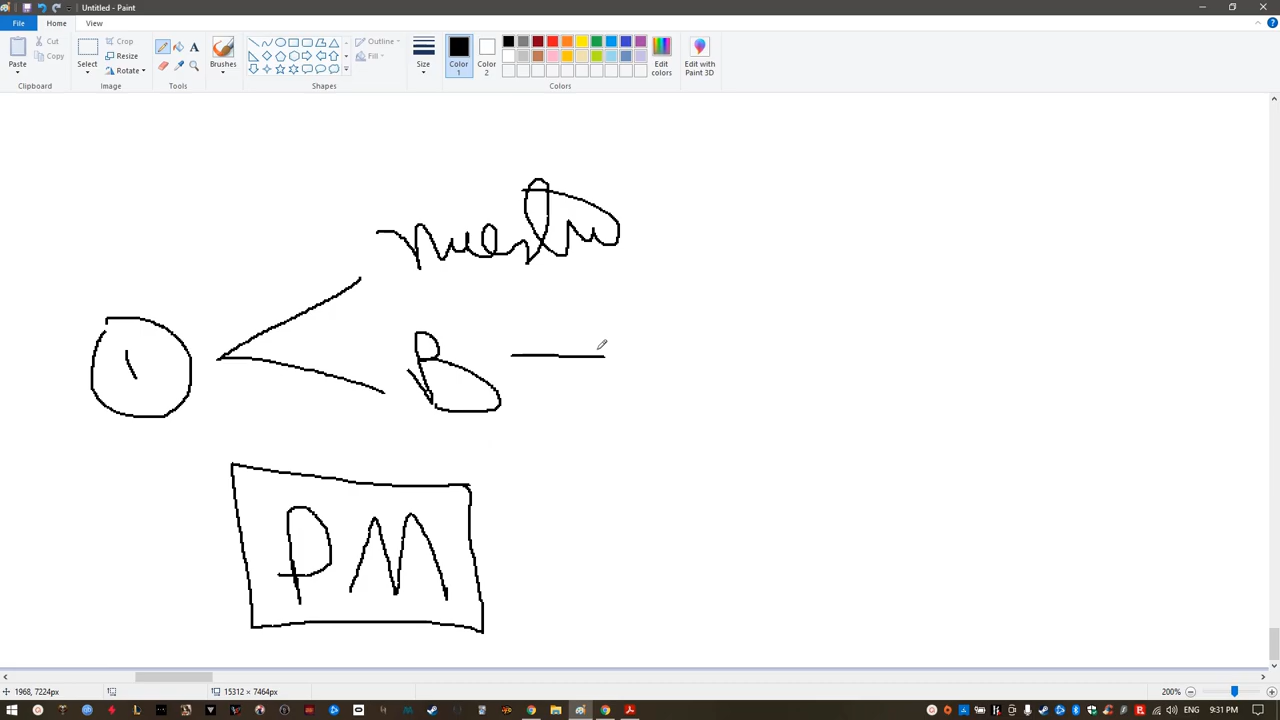 Untitled - Paint
File Home View
Paste Cut Copy Select Crop Resize Rotate Brushes Outline Fill Size Color 1 Color 2 Edit colors Edit with Paint 3D
Clipboard Image Tools Shapes Colors
B
PM
1968, 7224px 15312 × 7464px 200%
9:31 PM